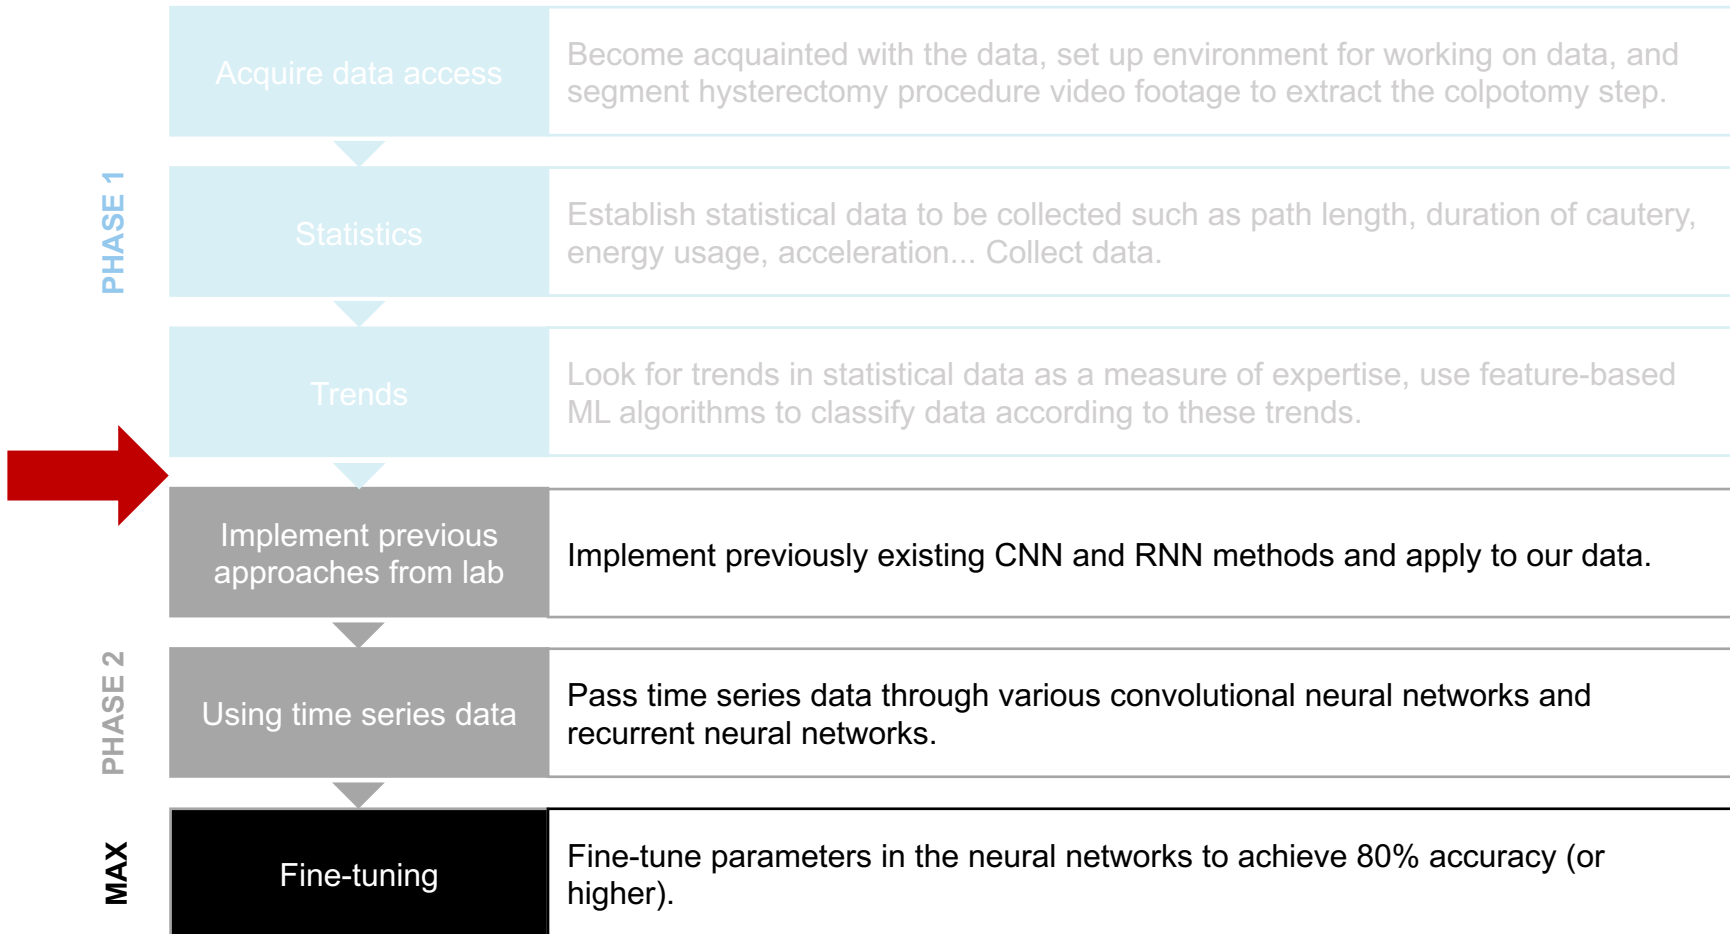 PHASE 1
Acquire data access
Become acquainted with the data, set up environment for working on data, and
segment hysterectomy procedure video footage to extract the colpotomy step.
Statistics
Establish statistical data to be collected such as path length, duration of cautery,
energy usage, acceleration... Collect data.
Trends
Look for trends in statistical data as a measure of expertise, use feature-based
ML algorithms to classify data according to these trends.
PHASE 2
Implement previous
approaches from lab
Implement previously existing CNN and RNN methods and apply to our data.
Using time series data
Pass time series data through various convolutional neural networks and
recurrent neural networks.
MAX
Fine-tuning
Fine-tune parameters in the neural networks to achieve 80% accuracy (or
higher).